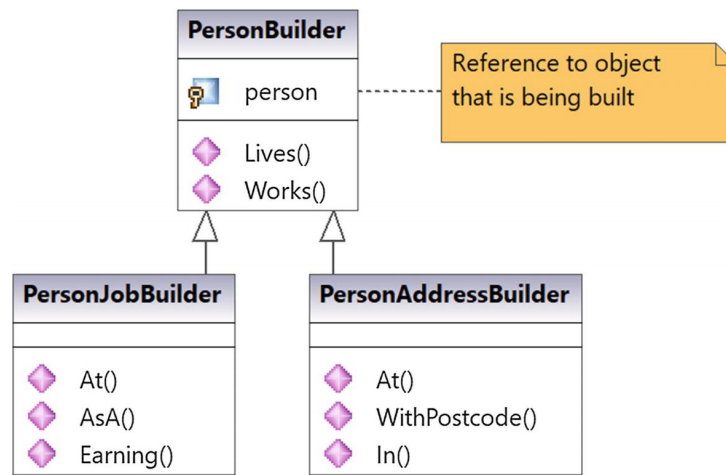 PersonBuilder
person
Reference to object
that is being built
Lives()
Works()
PersonJobBuilder
At()
AsA()
Earning()
PersonAddressBuilder
At()
WithPostcode()
In()